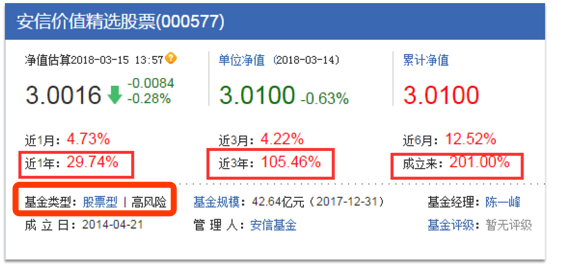 安信价值精选股票(000577)
净值估算2018-03-15 13:57 ? 单位净值 (2018-03-14) 累计净值
3.0016 -0.0084 -0.28% 3.0100 -0.63% 3.0100
近1月：4.73% 近3月：4.22% 近6月：12.52%
近1年：29.74% 近3年：105.46% 成立来：201.00%
基金类型：股票型 | 高风险 基金规模：42.64亿元（2017-12-31） 基金经理：陈一峰
成 立 日：2014-04-21 管 理 人：安信基金 基金评级：暂无评级